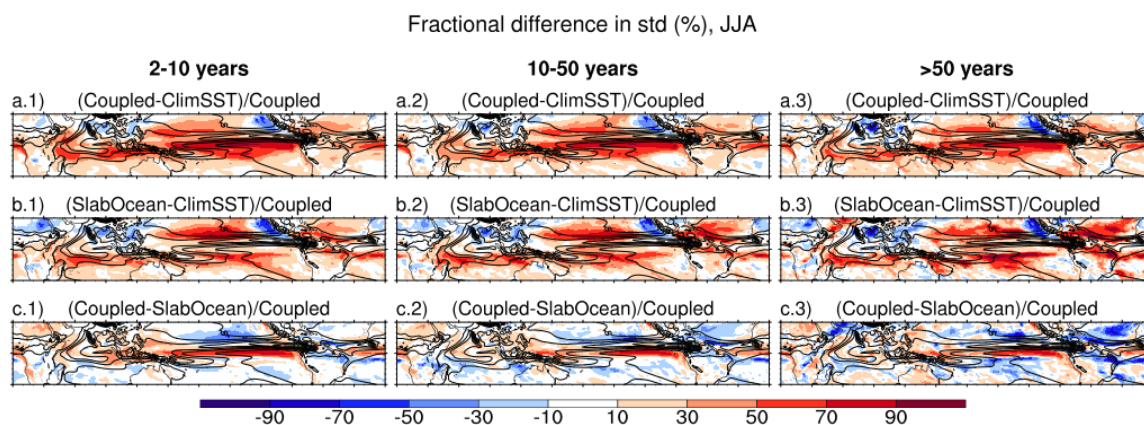 Fractional difference in std (%), JJA
2-10 years
10-50 years
>50 years
a.1) (Coupled-ClimSST)/Coupled
a.2) (Coupled-ClimSST)/Coupled
a.3) (Coupled-ClimSST)/Coupled
b.1) (SlabOcean-ClimSST)/Coupled
b.2) (SlabOcean-ClimSST)/Coupled
b.3) (SlabOcean-ClimSST)/Coupled
c.1) (Coupled-SlabOcean)/Coupled
c.2) (Coupled-SlabOcean)/Coupled
c.3) (Coupled-SlabOcean)/Coupled
-90 -70 -50 -30 -10 10 30 50 70 90